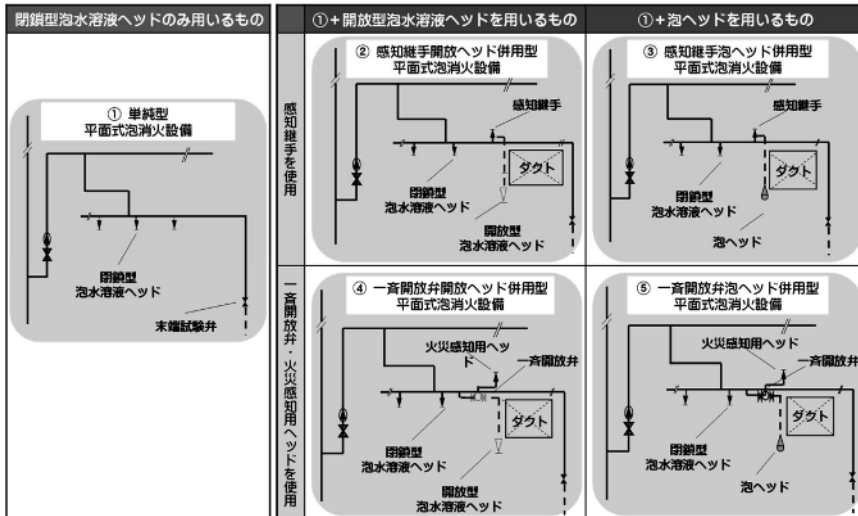 閉鎖型泡水溶液ヘッドのみ用いるもの
①+開放型泡水溶液ヘッドを用いるもの
①+泡ヘッドを用いるもの
① 単純型
平面式泡消火設備
閉鎖型
泡水溶液ヘッド
末端試験弁
感知継手を使用
② 感知継手開放ヘッド併用型
平面式泡消火設備
感知継手
ダクト
閉鎖型
泡水溶液ヘッド
開放型
泡水溶液ヘッド
③ 感知継手泡ヘッド併用型
平面式泡消火設備
感知継手
ダクト
閉鎖型
泡水溶液ヘッド
泡ヘッド
一斉開放弁・火災感知用ヘッドを使用
④ 一斉開放弁開放ヘッド併用型
平面式泡消火設備
火災感知用ヘッ
ド
一斉開放弁
ダクト
閉鎖型
泡水溶液ヘッド
開放型
泡水溶液ヘッド
⑤ 一斉開放弁泡ヘッド併用型
平面式泡消火設備
火災感知用ヘッド
一斉開放弁
ダクト
閉鎖型
泡水溶液ヘッド
泡ヘッド